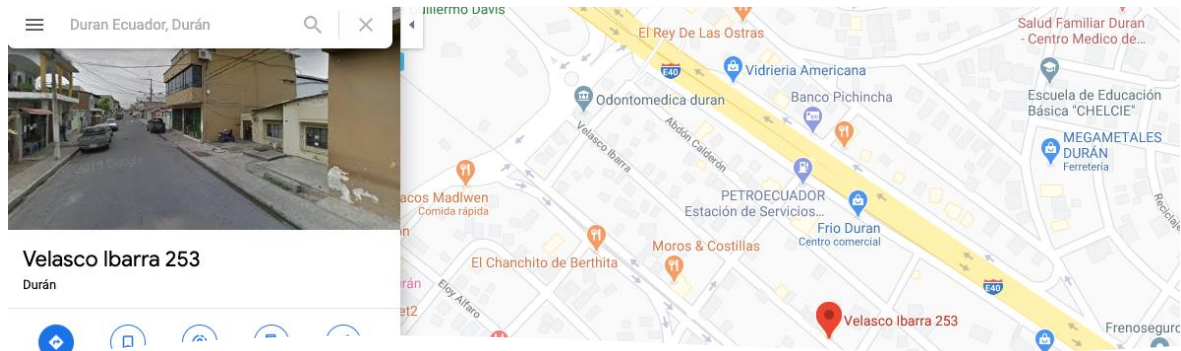 Duran Ecuador, Durán
Velasco Ibarra 253
Durán
El Rey De Las Ostras
Salud Familiar Duran
- Centro Medico de...
E40
Vidrieria Americana
Odontomedica duran
Banco Pichincha
Escuela de Educación
Básica "CHELCIE"
Velasco Ibarra
Abdón Calderón
MEGAMETALES
DURÁN
Ferretería
acos Madlwen
Comida rápida
PETROECUADOR
Estación de Servicios...
Frio Duran
Centro comercial
Reciclaje
Moros & Costillas
El Chanchito de Berthita
Eloy Alfaro
E40
Velasco Ibarra 253
Frenoseguro